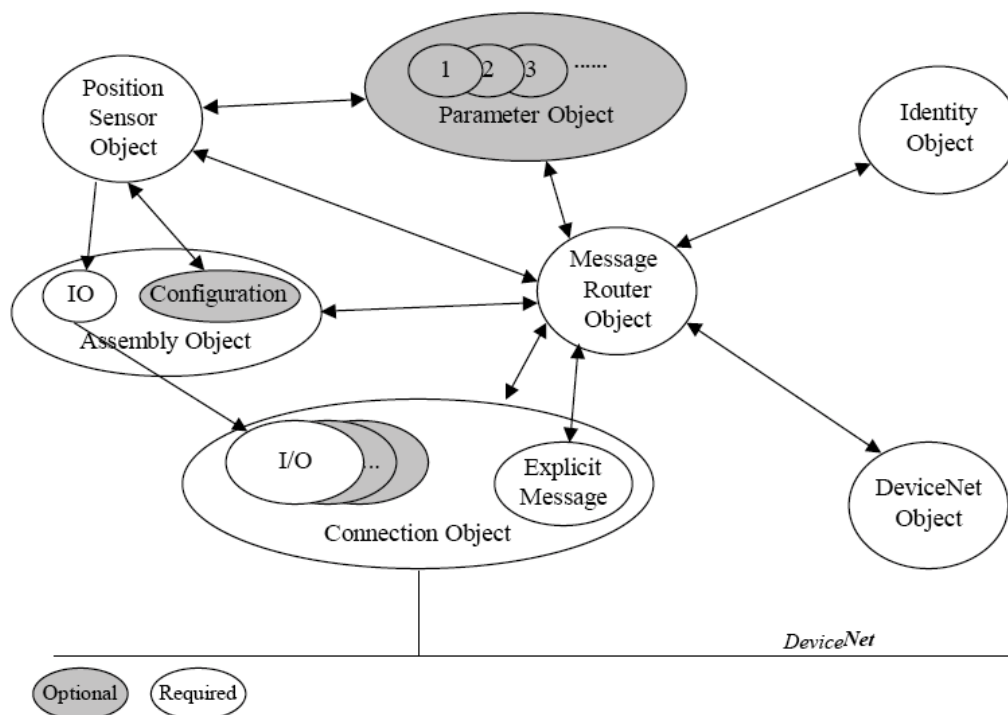 1
2
3
......
Parameter Object
Position
Sensor
Object
Identity
Object
Message
Router
Object
IO
Configuration
Assembly Object
I/O
...
Explicit
Message
Connection Object
DeviceNet
Object
DeviceNet
Optional
Required